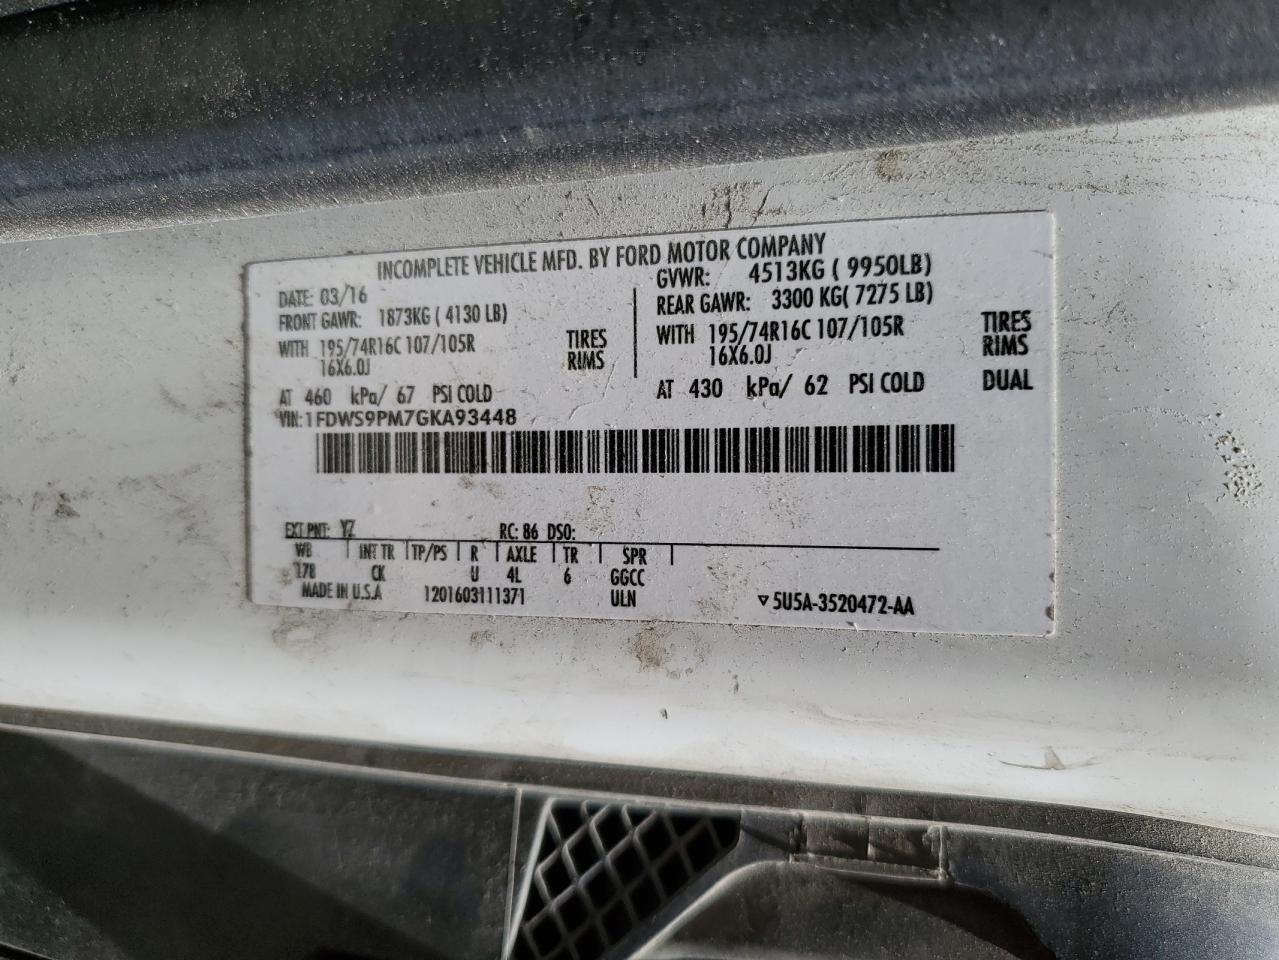 INCOMPLETE VEHICLE MFD. BY FORD MOTOR COMPANY
DATE: 03/16 GVWR: 4513KG ( 9950LB)
FRONT GAWR: 1873KG ( 4130 LB) REAR GAWR: 3300 KG( 7275 LB)
WITH 195/74R16C 107/105R TIRES WITH 195/74R16C 107/105R TIRES
16X6.0J RIMS 16X6.0J RIMS
AT 460 kPa/ 67 PSI COLD AT 430 kPa/ 62 PSI COLD DUAL
VIN: 1FDWS9PM7GKA93448
EXT PNT: YZ RC: 86 DSO:
WB INT TR TP/PS R AXLE TR SPR
178 CK U 4L 6 GGCC
MADE IN U.S.A 1201603111371 ULN ▽ 5U5A-3520472-AA